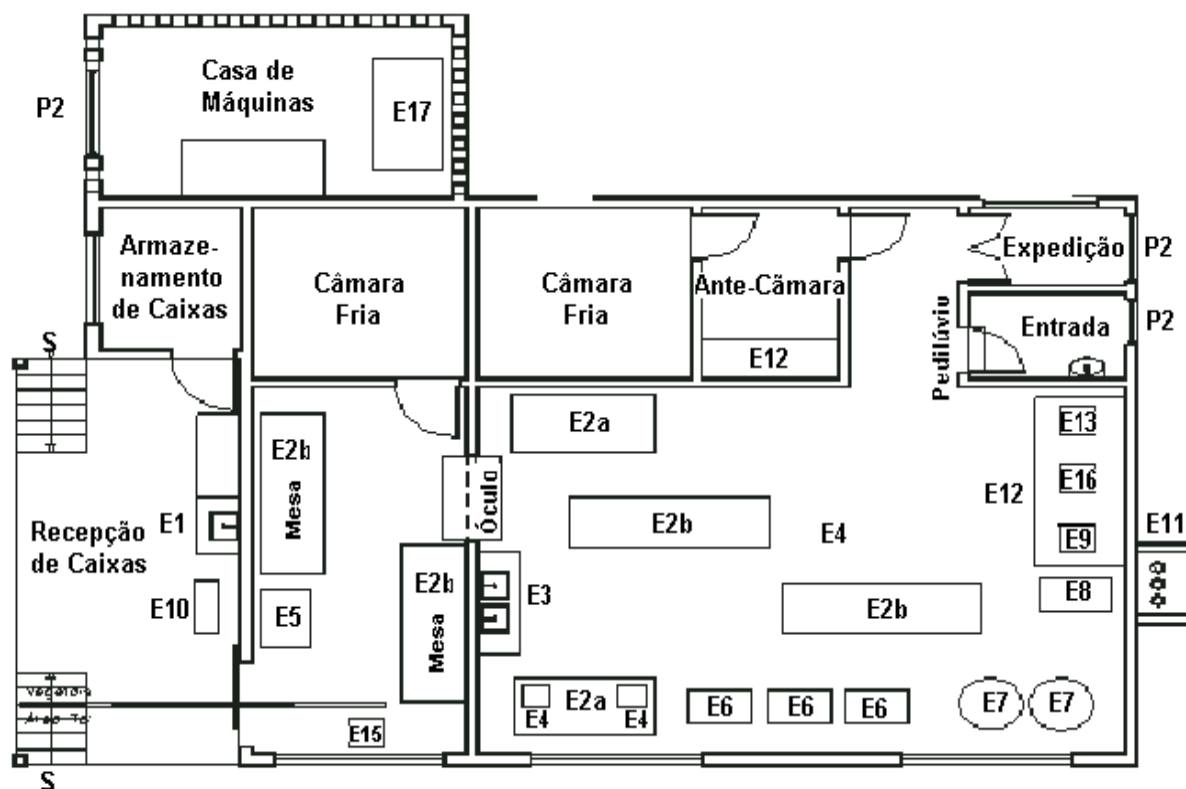 Casa de
Máquinas
E17
P2
Armaze-
namento
de Caixas
Câmara
Fria
Câmara
Fria
Ante-Câmara
E12
Expedição
P2
Entrada
P2
Pedilúviu
S
E2b
Mesa
E2a
E13
E16
E12
E9
E8
E11
Recepção
de Caixas
E1
E10
E5
E2b
Mesa
Óculo
E3
E2b
E4
E2b
E2a
E4
E4
E6
E6
E6
E7
E7
E15
S